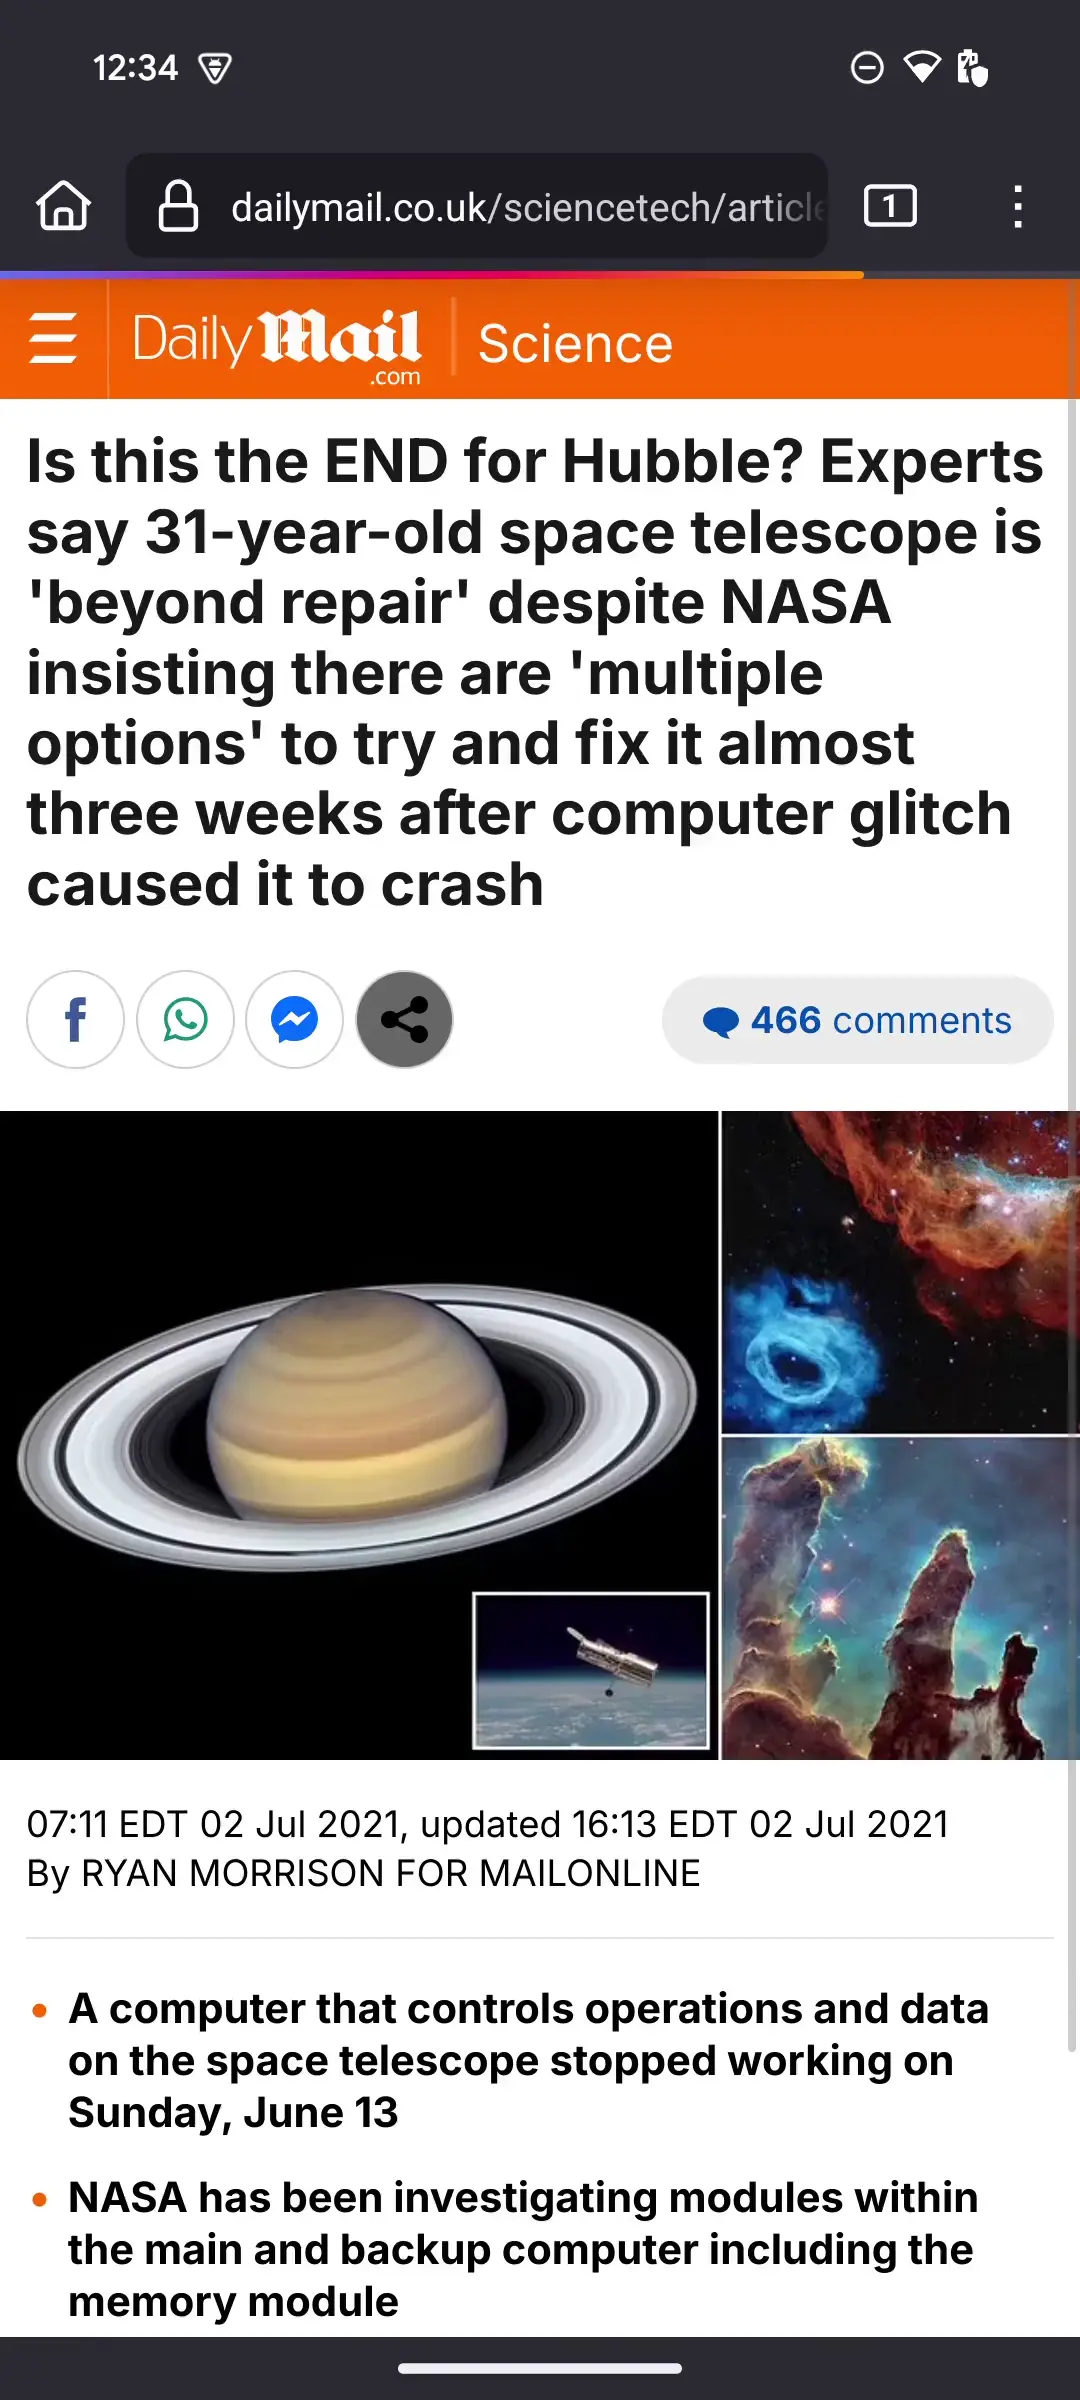 12:34
dailymail.co.uk/sciencetech/article
1
Daily Mail
.com
Science
Is this the END for Hubble? Experts
say 31-year-old space telescope is
'beyond repair' despite NASA
insisting there are 'multiple
options' to try and fix it almost
three weeks after computer glitch
caused it to crash
466 comments
07:11 EDT 02 Jul 2021, updated 16:13 EDT 02 Jul 2021
By RYAN MORRISON FOR MAILONLINE
• A computer that controls operations and data
on the space telescope stopped working on
Sunday, June 13
• NASA has been investigating modules within
the main and backup computer including the
memory module